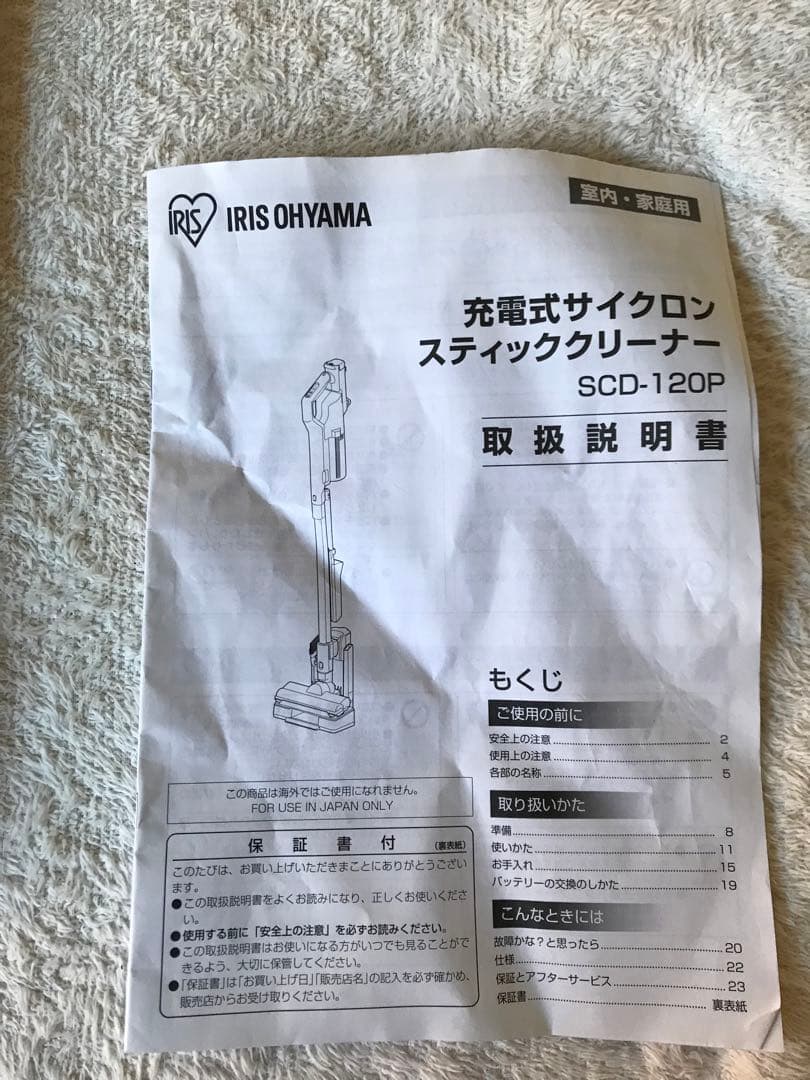 IRIS
IRIS OHYAMA
室内・家庭用
充電式サイクロン
スティッククリーナー
SCD-120P
取扱説明書
この商品は海外ではご使用になれません。
FOR USE IN JAPAN ONLY
保証書付 (裏表紙)
このたびは、お買い上げいただきまことにありがとうござい
ます。
●この取扱説明書をよくお読みになり、正しくお使いくださ
い。
●使用する前に「安全上の注意」を必ずお読みください。
●この取扱説明書はお使いになる方がいつでも見ることがで
きるよう、大切に保管してください。
●「保証書」は「お買い上げ日」「販売店名」の記入を必ず確かめ、
販売店からお受け取りください。
もくじ
ご使用の前に
安全上の注意 2
使用上の注意 4
各部の名称 5
取り扱いかた
準備 8
使いかた 11
お手入れ 15
バッテリーの交換のしかた 19
こんなときには
故障かな?と思ったら 20
仕様 22
保証とアフターサービス 23
保証書 裏表紙